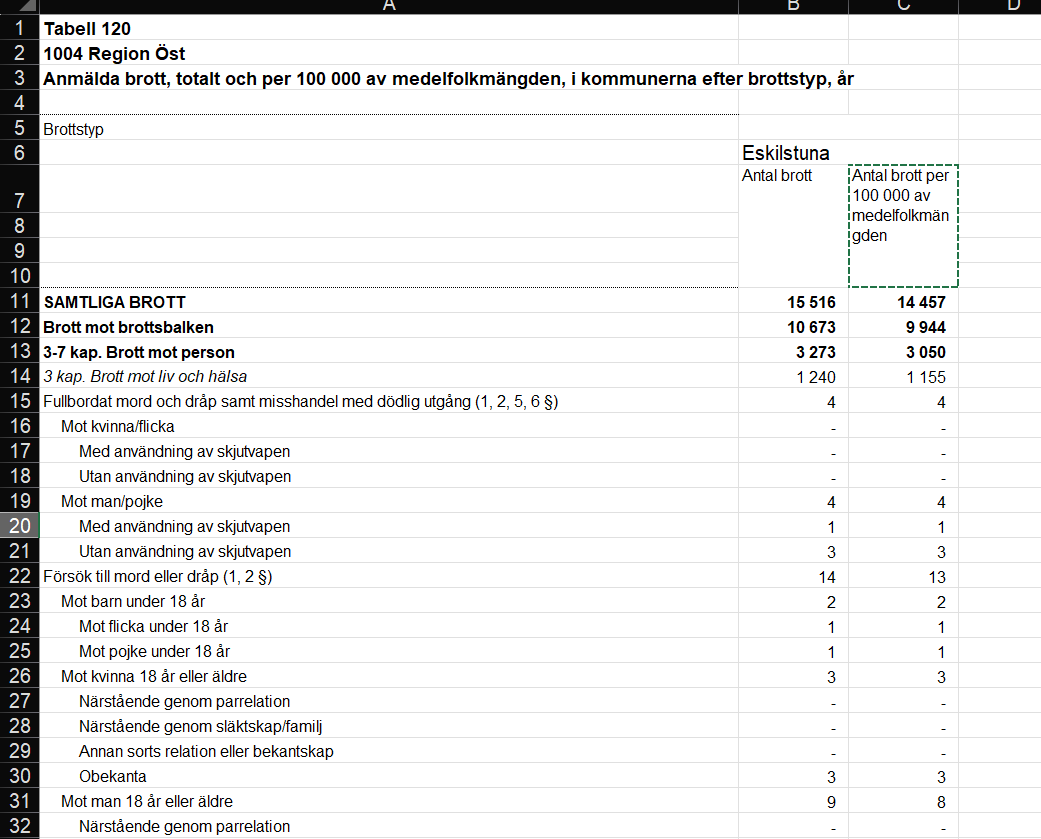 A B C D
1 Tabell 120
2 1004 Region Öst
3 Anmälda brott, totalt och per 100 000 av medelfolkmängden, i kommunerna efter brottstyp, år
4
5 Brottstyp
6 Eskilstuna
7 Antal brott Antal brott per
100 000 av
medelfolkmän
gden
8
9
10
11 SAMTLIGA BROTT 15 516 14 457
12 Brott mot brottsbalken 10 673 9 944
13 3-7 kap. Brott mot person 3 273 3 050
14 3 kap. Brott mot liv och hälsa 1 240 1 155
15 Fullbordat mord och dråp samt misshandel med dödlig utgång (1, 2, 5, 6 §) 4 4
16 Mot kvinna/flicka - -
17 Med användning av skjutvapen - -
18 Utan användning av skjutvapen - -
19 Mot man/pojke 4 4
20 Med användning av skjutvapen 1 1
21 Utan användning av skjutvapen 3 3
22 Försök till mord eller dråp (1, 2 §) 14 13
23 Mot barn under 18 år 2 2
24 Mot flicka under 18 år 1 1
25 Mot pojke under 18 år 1 1
26 Mot kvinna 18 år eller äldre 3 3
27 Närstående genom parrelation - -
28 Närstående genom släktskap/familj - -
29 Annan sorts relation eller bekantskap - -
30 Obekanta 3 3
31 Mot man 18 år eller äldre 9 8
32 Närstående genom parrelation - -